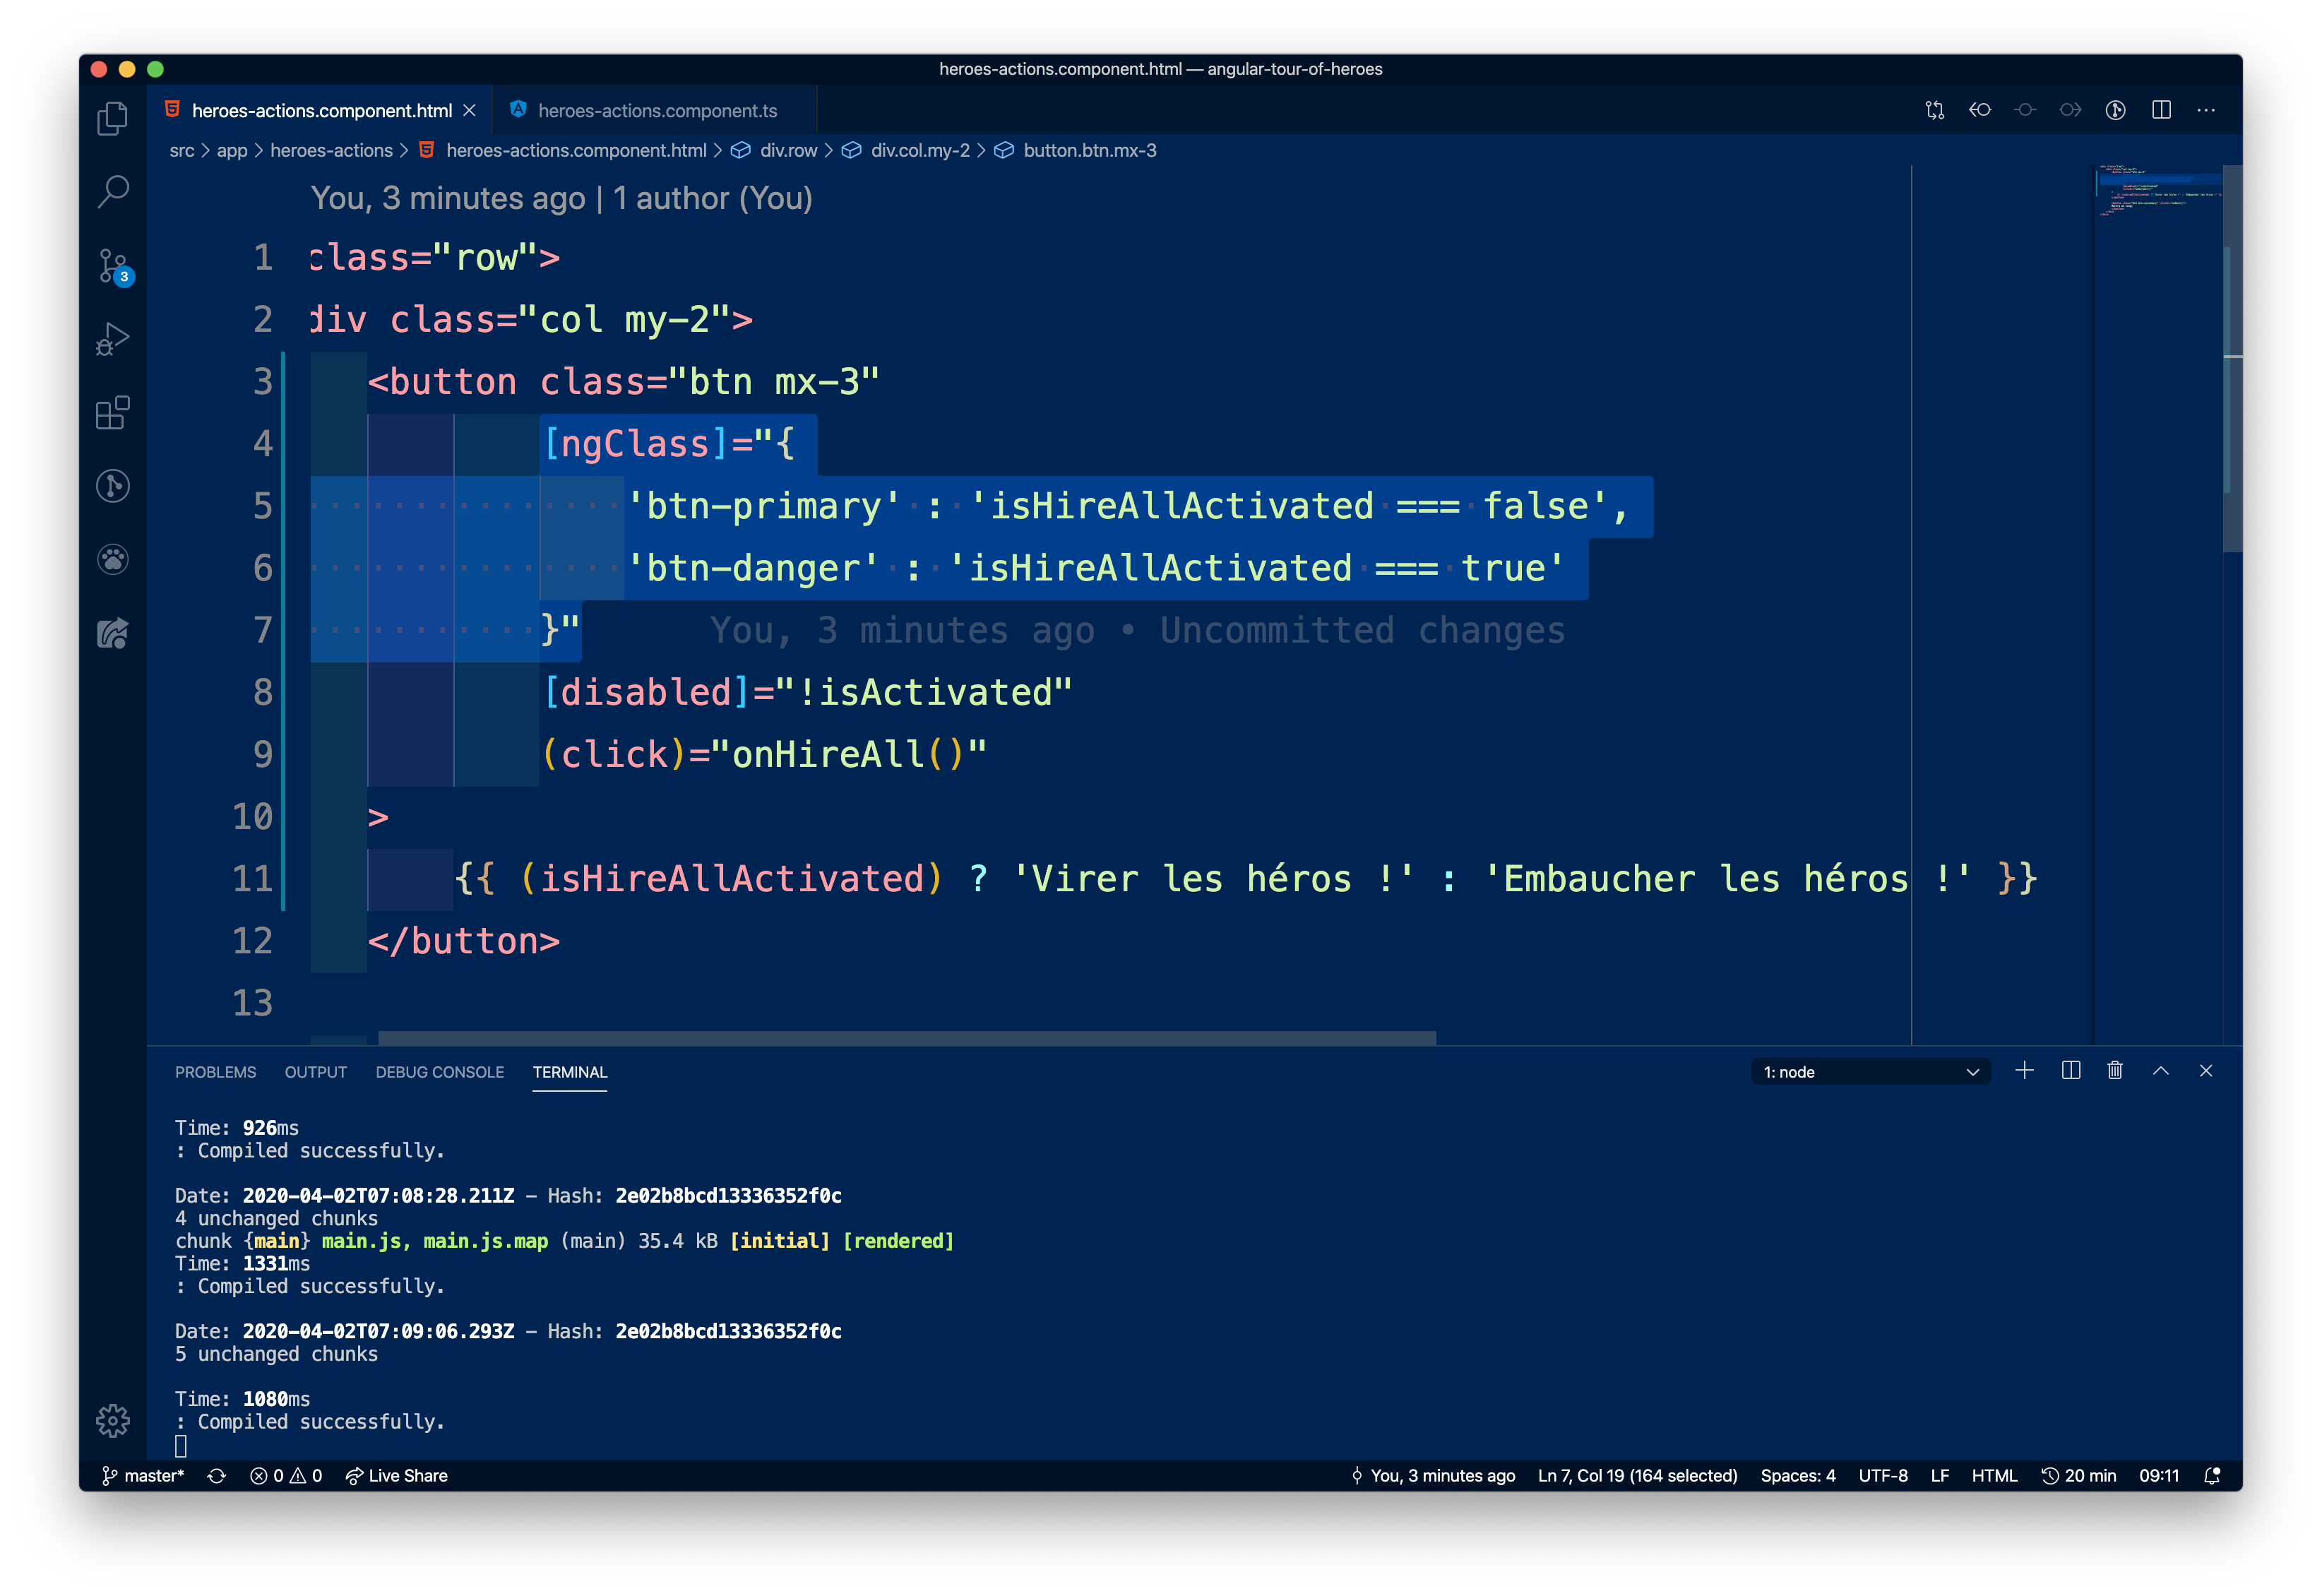 heroes-actions.component.html — angular-tour-of-heroes
heroes-actions.component.html
heroes-actions.component.ts
src > app > heroes-actions > heroes-actions.component.html > div.row > div.col.my-2 > button.btn.mx-3
You, 3 minutes ago | 1 author (You)
1 class="row">
2 div class="col my-2">
3 <button class="btn mx-3"
4 [ngClass]="{
5 'btn-primary' : 'isHireAllActivated === false',
6 'btn-danger' : 'isHireAllActivated === true'
7 }" You, 3 minutes ago • Uncommitted changes
8 [disabled]="!isActivated"
9 (click)="onHireAll()"
10 >
11 {{ (isHireAllActivated) ? 'Virer les héros !' : 'Embaucher les héros !' }}
12 </button>
13
3
PROBLEMS OUTPUT DEBUG CONSOLE TERMINAL 1: node
Time: 926ms
: Compiled successfully.
Date: 2020-04-02T07:08:28.211Z - Hash: 2e02b8bcd13336352f0c
4 unchanged chunks
chunk {main} main.js, main.js.map (main) 35.4 kB [initial] [rendered]
Time: 1331ms
: Compiled successfully.
Date: 2020-04-02T07:09:06.293Z - Hash: 2e02b8bcd13336352f0c
5 unchanged chunks
Time: 1080ms
: Compiled successfully.
master* 0 0 Live Share You, 3 minutes ago Ln 7, Col 19 (164 selected) Spaces: 4 UTF-8 LF HTML 20 min 09:11